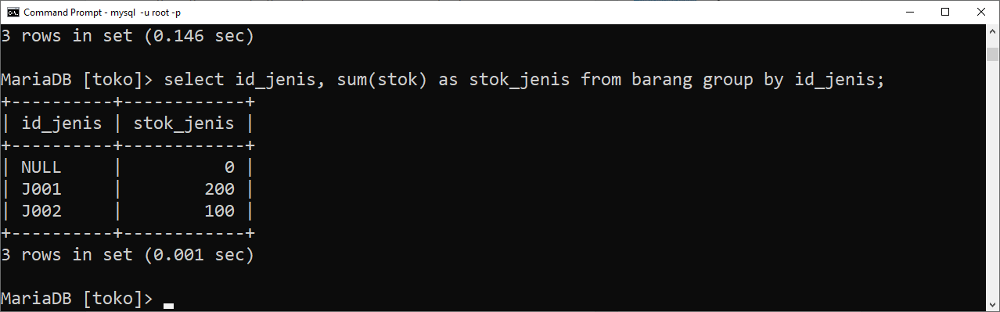 Command Prompt - mysql  -u root -p
3 rows in set (0.146 sec)
MariaDB [toko]> select id_jenis, sum(stok) as stok_jenis from barang group by id_jenis;
+----------+------------+
| id_jenis | stok_jenis |
+----------+------------+
| NULL     |          0 |
| J001     |        200 |
| J002     |        100 |
+----------+------------+
3 rows in set (0.001 sec)
MariaDB [toko]> _